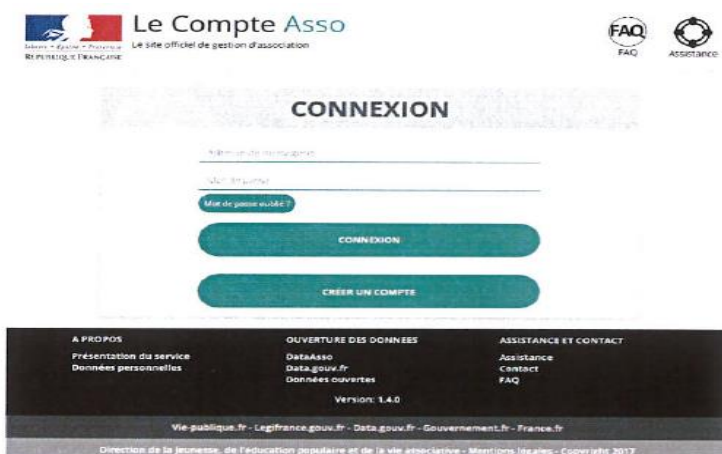 Le Compte Asso
Le site officiel de gestion d'association
RÉPUBLIQUE FRANÇAISE
FAQ
FAQ
Assistance
CONNEXION
Mot de passe
Mot de passe oublié ?
CONNEXION
CRÉER UN COMPTE
A PROPOS
Présentation du service
Données personnelles
OUVERTURE DES DONNEES
DataAsso
Data.gouv.fr
Données ouvertes
ASSISTANCE ET CONTACT
Assistance
Contact
FAQ
Version: 1.4.0
Vie-publique.fr - Legifrance.gouv.fr - Data.gouv.fr - Gouvernement.fr - France.fr
Direction de la jeunesse, de l'éducation populaire et de la vie associative - Mentions légales - Copyright 2017